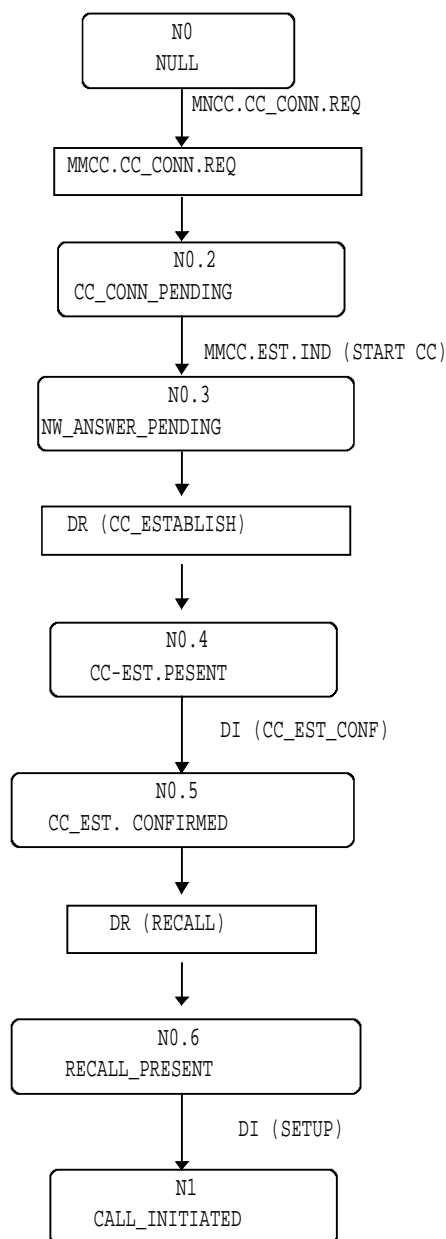 N0
NULL
MNCC.CC_CONN.REQ
MMCC.CC_CONN.REQ
N0.2
CC_CONN_PENDING
MMCC.EST.IND (START CC)
N0.3
NW_ANSWER_PENDING
DR (CC_ESTABLISH)
N0.4
CC-EST.PESENT
DI (CC_EST_CONF)
N0.5
CC_EST. CONFIRMED
DR (RECALL)
N0.6
RECALL_PRESENT
DI (SETUP)
N1
CALL_INITIATED